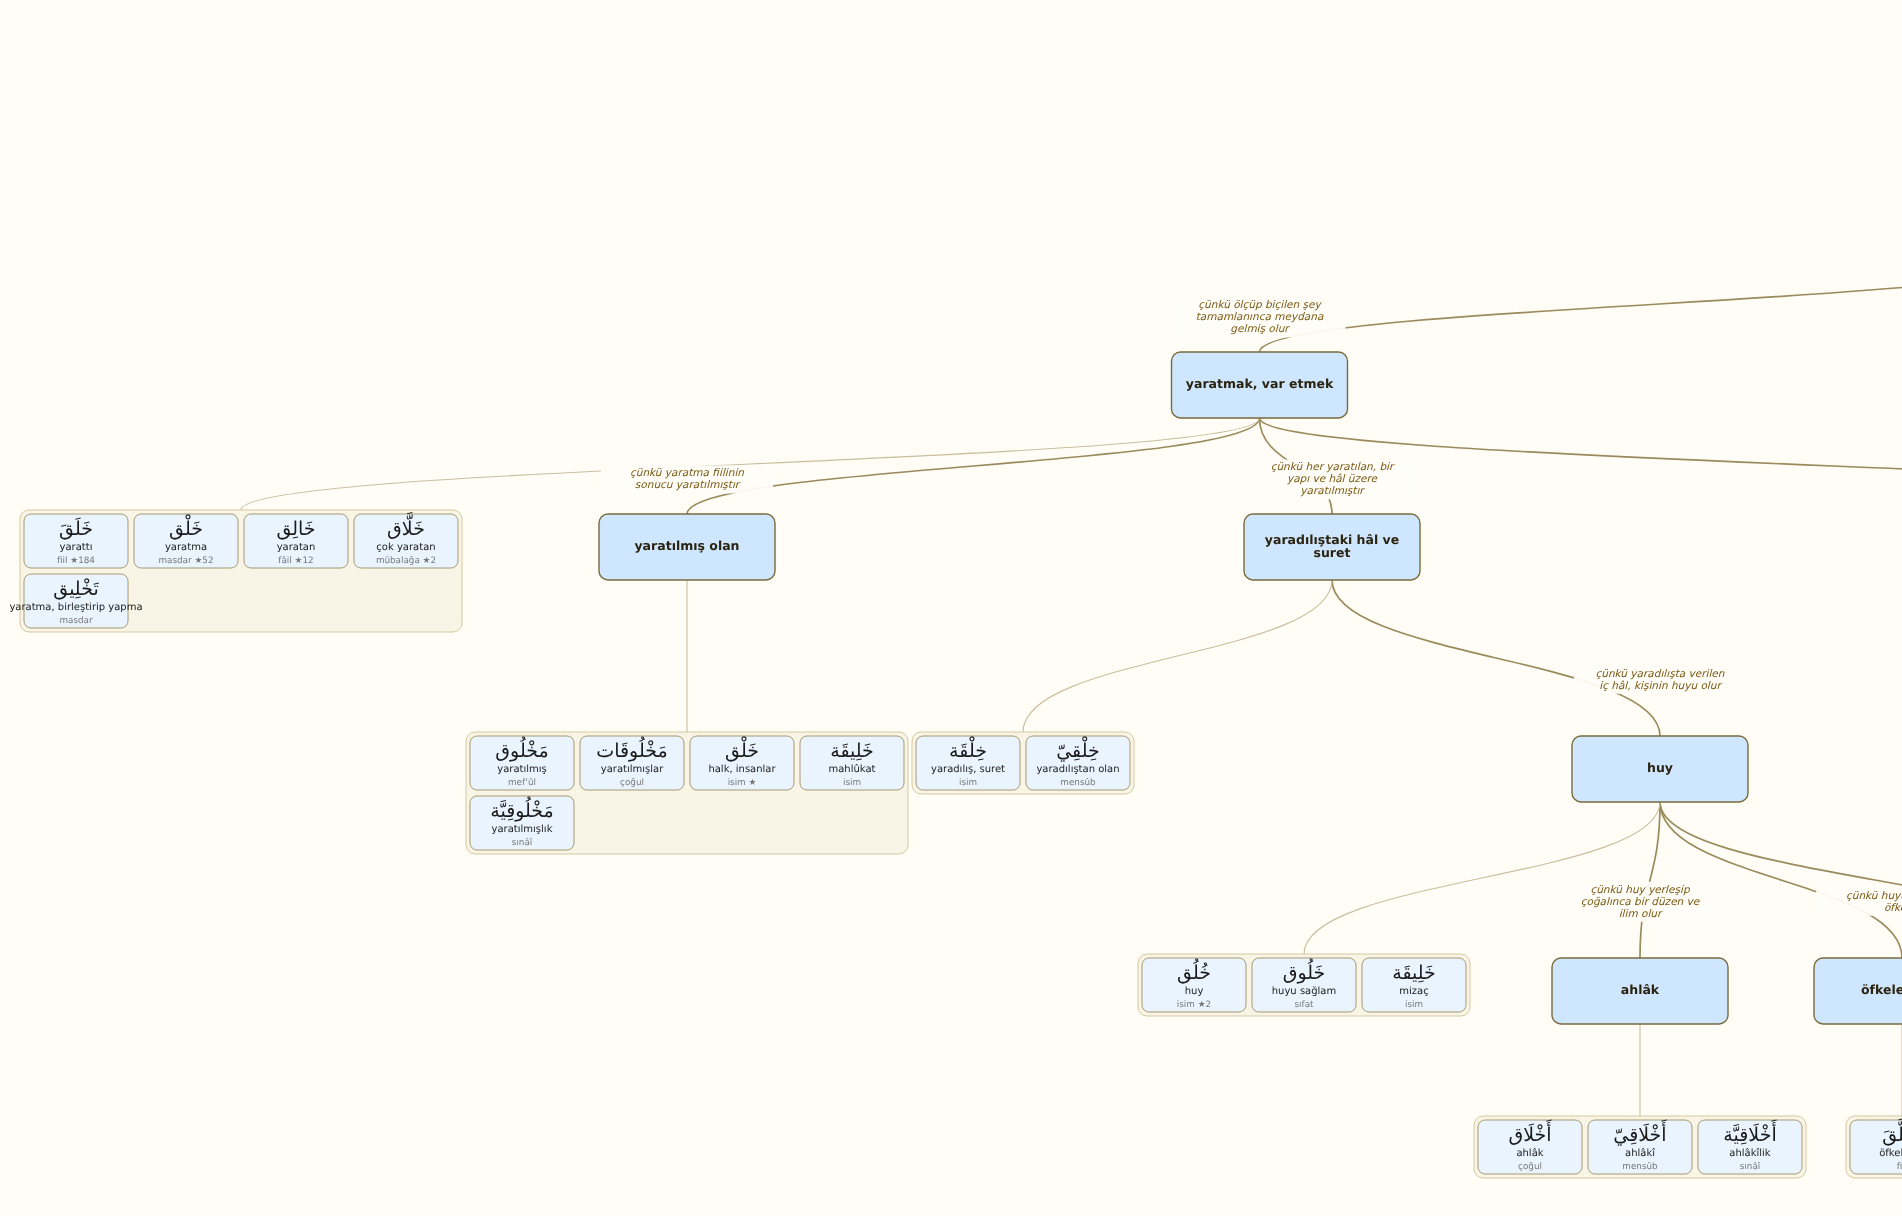 çünkü ölçüp biçilen şey
tamamlanınca meydana
gelmiş olur
yaratmak, var etmek
çünkü yaratma fiilinin
sonucu yaratılmıştır
çünkü her yaratılan, bir
yapı ve hâl üzere
yaratılmıştır
خَلَقَ
yarattı
fiil ★184
خَلْق
yaratma
masdar ★52
خَالِق
yaratan
fâil ★12
خَلَّاق
çok yaratan
mübalağa ★2
تَخْلِيق
yaratma, birleştirip yapma
masdar
yaratılmış olan
yaradılıştaki hâl ve
suret
çünkü yaradılışta verilen
iç hâl, kişinin huyu olur
مَخْلُوق
yaratılmış
mef'ûl
مَخْلُوقَات
yaratılmışlar
çoğul
خَلْق
halk, insanlar
isim ★
خَلِيقَة
mahlûkat
isim
مَخْلُوقِيَّة
yaratılmışlık
sınâî
خِلْقَة
yaradılış, suret
isim
خِلْقِيّ
yaradılıştan olan
mensûb
huy
çünkü huy yerleşip
çoğalınca bir düzen ve
ilim olur
çünkü
خُلُق
huy
isim ★2
خَلُوق
huyu sağlam
sıfat
خَلِيقَة
mizaç
isim
ahlâk
أَخْلَاق
ahlâk
çoğul
أَخْلَاقِيّ
ahlâkî
mensûb
أَخْلَاقِيَّة
ahlâkîlik
sınâî